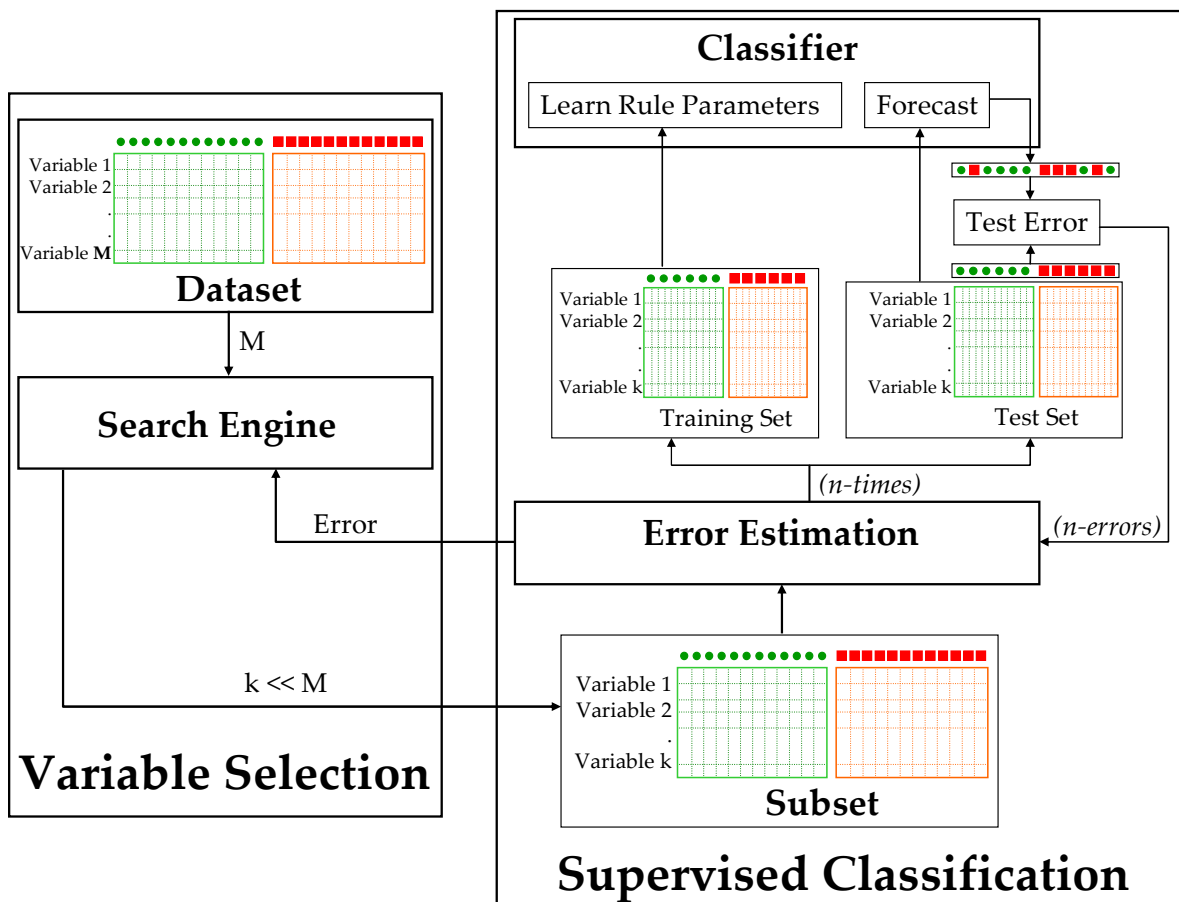 Classifier
Learn Rule Parameters
Forecast
Variable 1
Variable 2
.
.
Variable M
Dataset
M
Search Engine
Error
k << M
Variable Selection
Test Error
Variable 1
Variable 2
.
.
Variable k
Training Set
Variable 1
Variable 2
.
.
Variable k
Test Set
(n-times)
(n-errors)
Error Estimation
Variable 1
Variable 2
.
Variable k
Subset
Supervised Classification